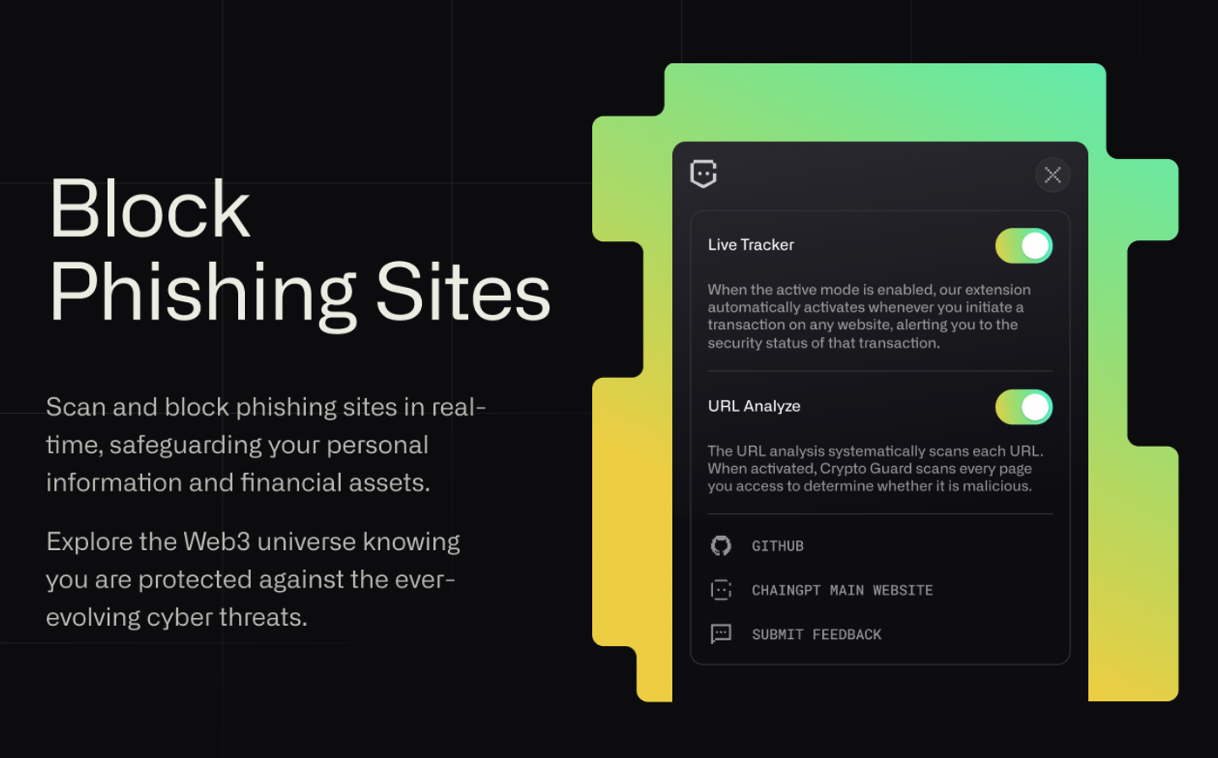 Block
Phishing Sites
Scan and block phishing sites in real-
time, safeguarding your personal
information and financial assets.
Explore the Web3 universe knowing
you are protected against the ever-
evolving cyber threats.
Live Tracker
When the active mode is enabled, our extension
automatically activates whenever you initiate a
transaction on any website, alerting you to the
security status of that transaction.
URL Analyze
The URL analysis systematically scans each URL.
When activated, Crypto Guard scans every page
you access to determine whether it is malicious.
GITHUB
CHAINGPT MAIN WEBSITE
SUBMIT FEEDBACK